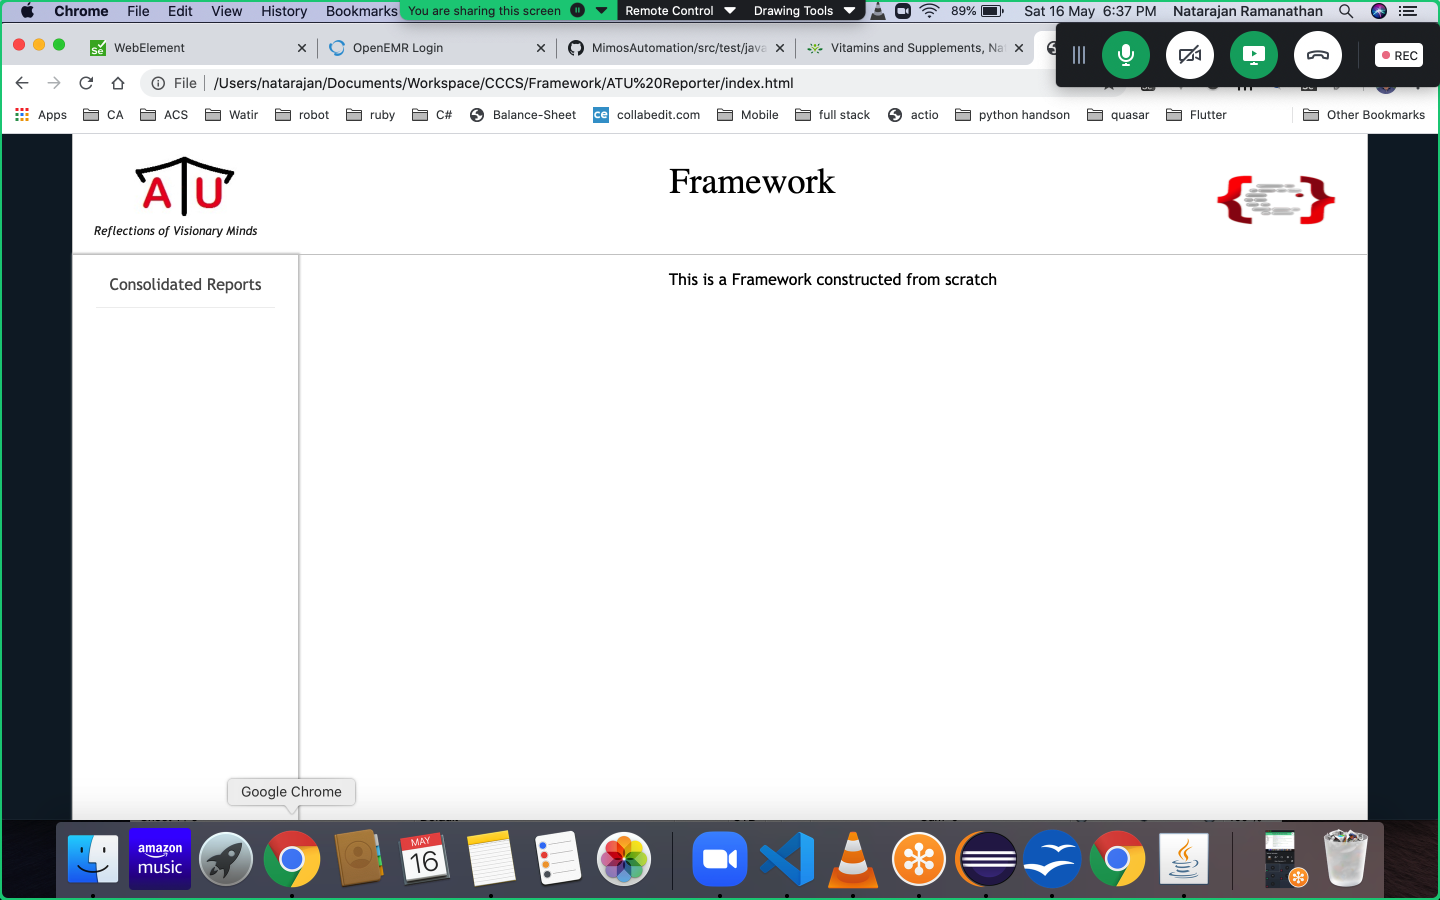 Chrome File Edit View History Bookmarks You are sharing this screen Remote Control Drawing Tools 89% Sat 16 May 6:37 PM Natarajan Ramanathan
Se WebElement OpenEMR Login MimosAutomation/src/test/java Vitamins and Supplements, Na
REC
File /Users/natarajan/Documents/Workspace/CCCS/Framework/ATU%20Reporter/index.html
Apps CA ACS Watir robot ruby C# Balance-Sheet ce collabedit.com Mobile full stack actio python handson quasar Flutter Other Bookmarks
ATU
Framework
Reflections of Visionary Minds
Consolidated Reports
This is a Framework constructed from scratch
Google Chrome
amazon
music
MAY
16